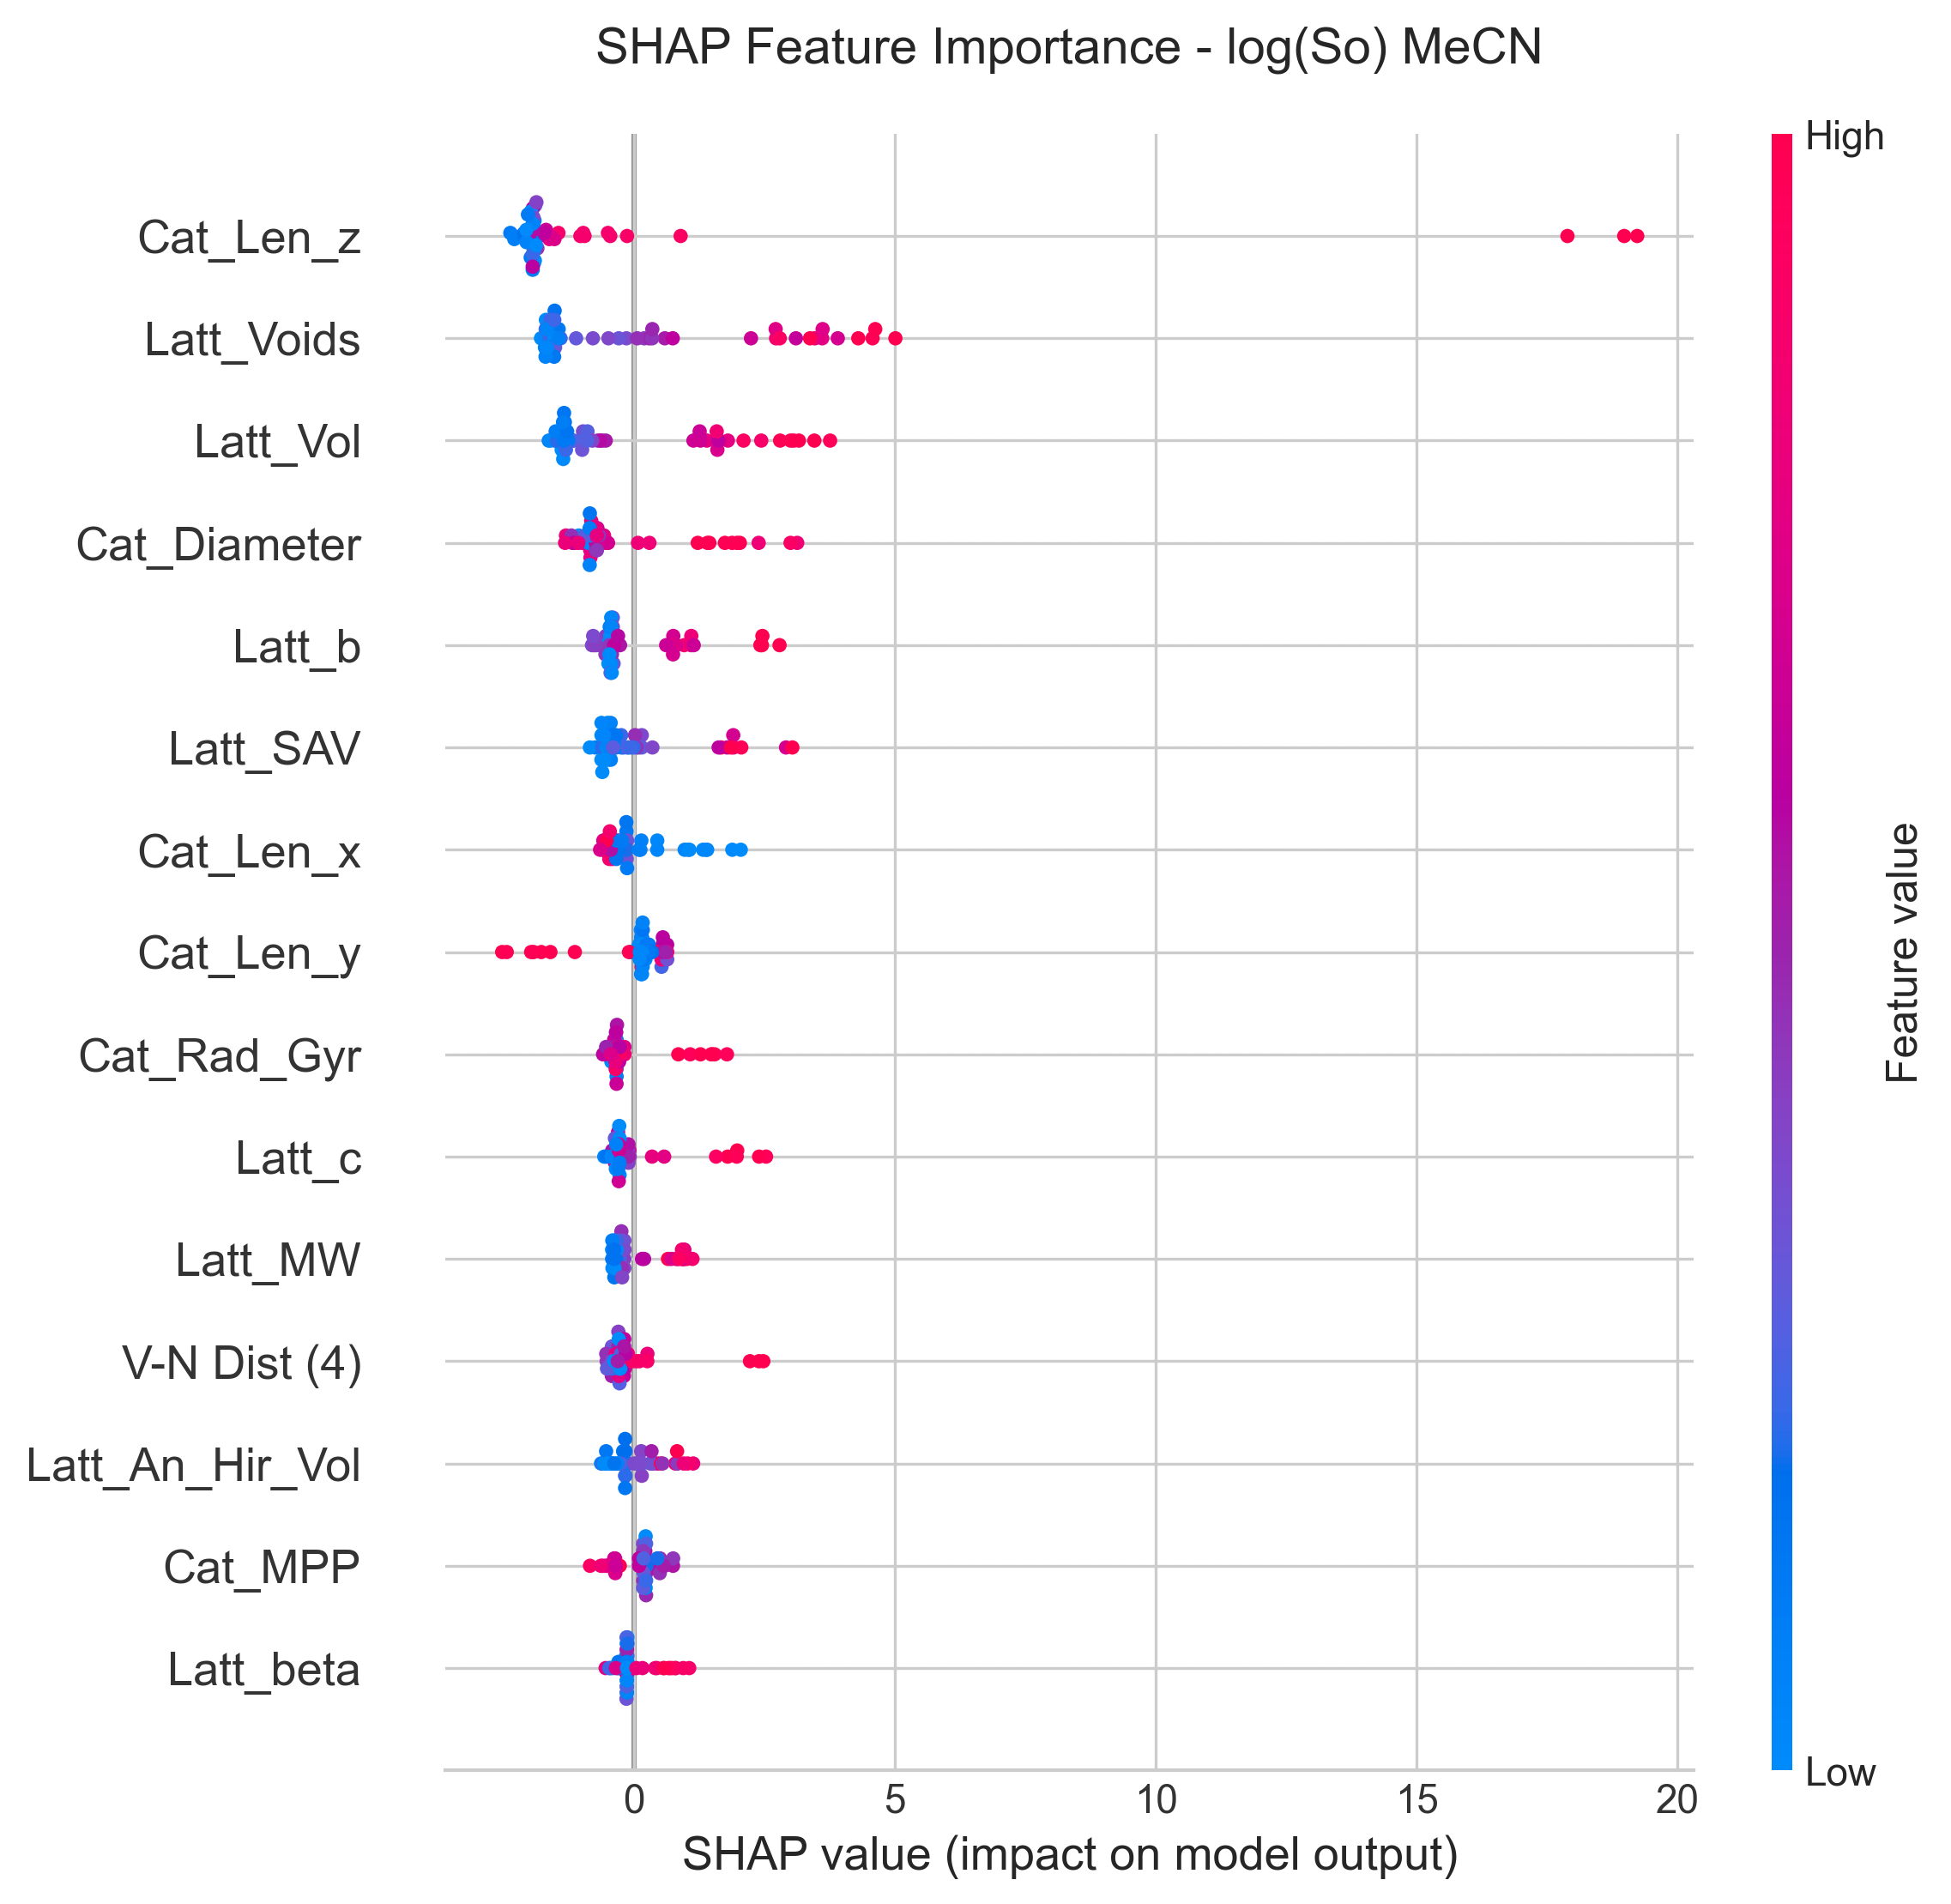 SHAP Feature Importance - log(So) MeCN
High
Cat_Len_z
Latt_Voids
Latt_Vol
Cat_Diameter
Latt_b
Latt_SAV
Cat_Len_x
Cat_Len_y
Cat_Rad_Gyr
Latt_c
Latt_MW
V-N Dist (4)
Latt_An_Hir_Vol
Cat_MPP
Latt_beta
Feature value
Low
0 5 10 15 20
SHAP value (impact on model output)